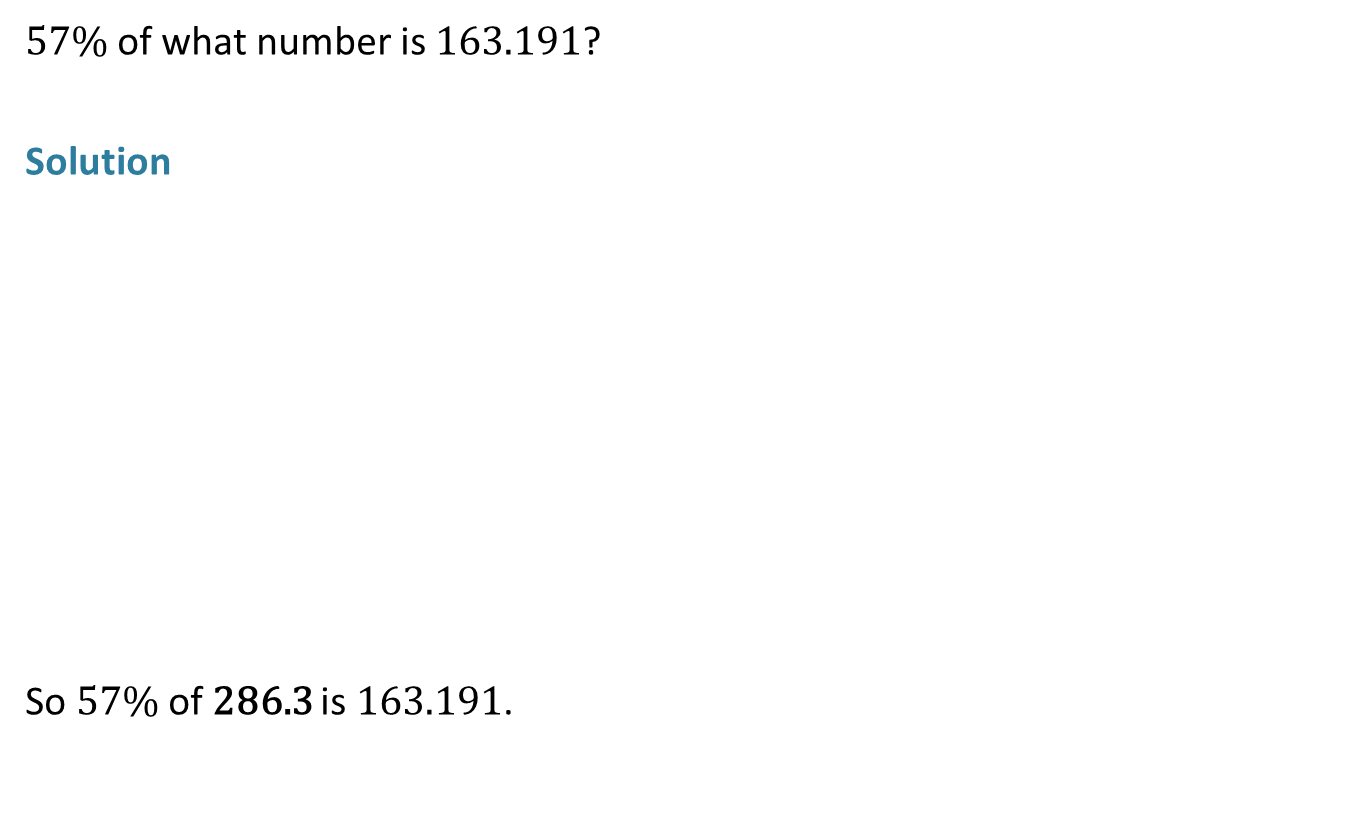 57% of what number is 163.191?
Solution
So 57% of 286.3 is 163.191.